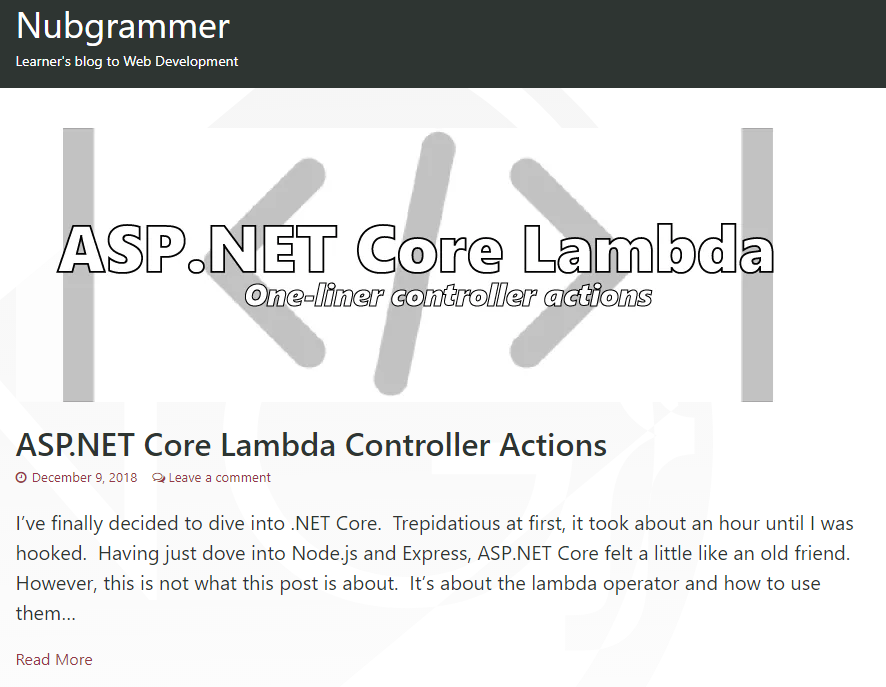 Nubgrammer
Learner's blog to Web Development
ASP.NET Core Lambda
One-liner controller actions
ASP.NET Core Lambda Controller Actions
December 9, 2018 Leave a comment
I’ve finally decided to dive into .NET Core.  Trepidatious at first, it took about an hour until I was
hooked.  Having just dove into Node.js and Express, ASP.NET Core felt a little like an old friend.
However, this is not what this post is about.  It’s about the lambda operator and how to use
them…
Read More